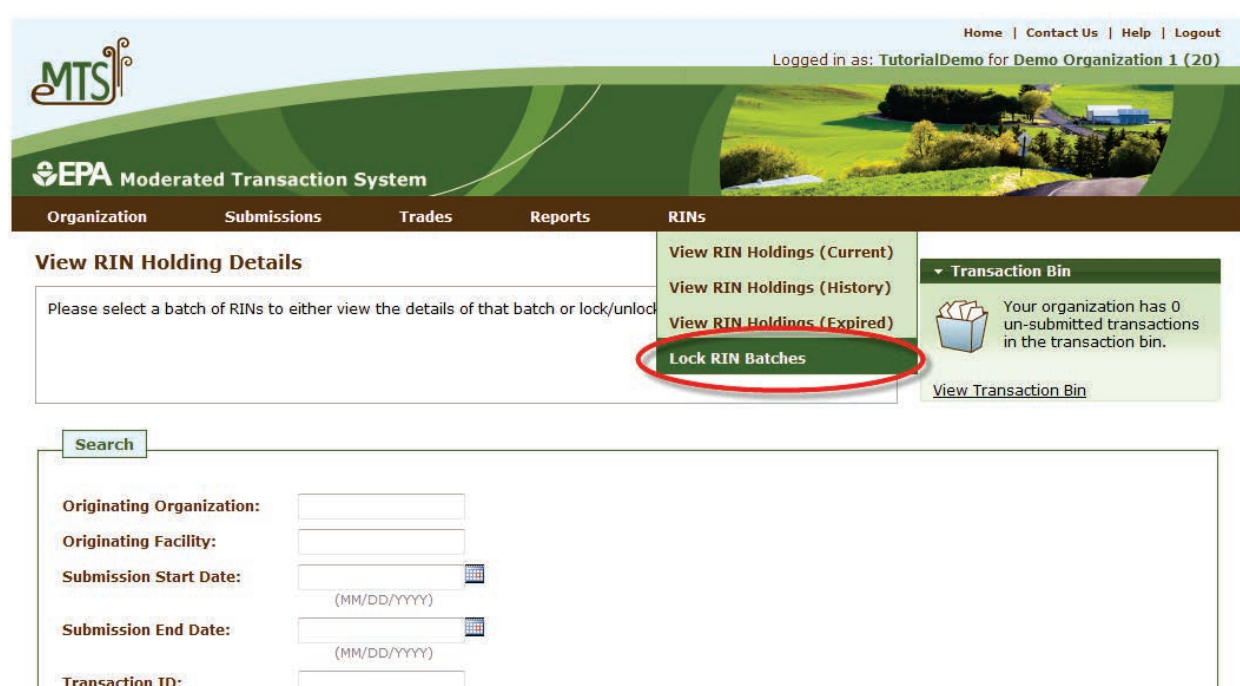 Home | Contact Us | Help | Logout
Logged in as: TutorialDemo for Demo Organization 1 (20)
eMTS
EPA Moderated Transaction System
Organization Submissions Trades Reports RINs
View RIN Holdings (Current)
View RIN Holdings (History)
View RIN Holdings (Expired)
Lock RIN Batches
View RIN Holding Details
Please select a batch of RINs to either view the details of that batch or lock/unlock
Transaction Bin
Your organization has 0
un-submitted transactions
in the transaction bin.
View Transaction Bin
Search
Originating Organization:
Originating Facility:
Submission Start Date:
(MM/DD/YYYY)
Submission End Date:
(MM/DD/YYYY)
Transaction ID: